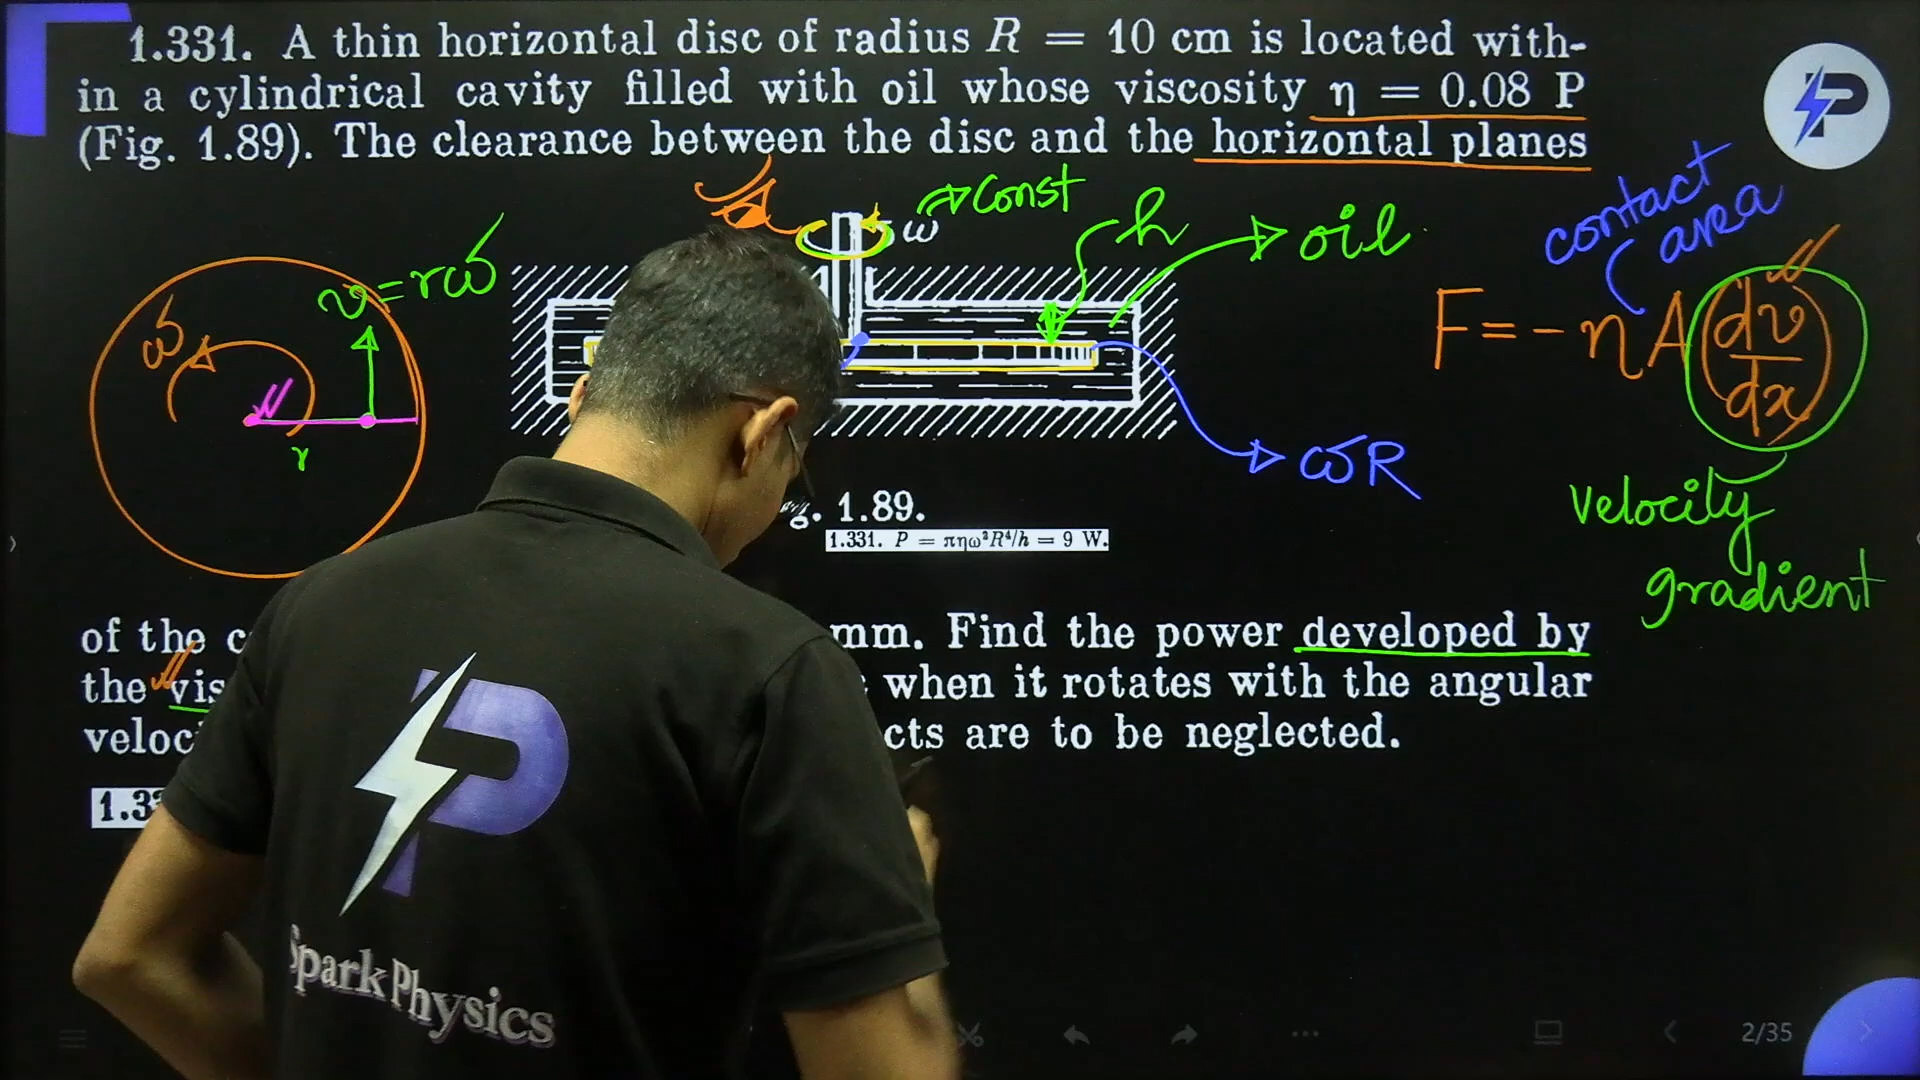 1.331. A thin horizontal disc of radius R = 10 cm is located with-
in a cylindrical cavity filled with oil whose viscosity η = 0.08 P
(Fig. 1.89). The clearance between the disc and the horizontal planes
contact
area
ω
const
h
oil
v = rω
ω
r
F = - η A dv/dx
ωR
velocity
gradient
g. 1.89.
1.331. P = πηω²R⁴/h = 9 W.
of the c mm. Find the power developed by
the vis when it rotates with the angular
veloc cts are to be neglected.
1.33
Spark Physics
2/35